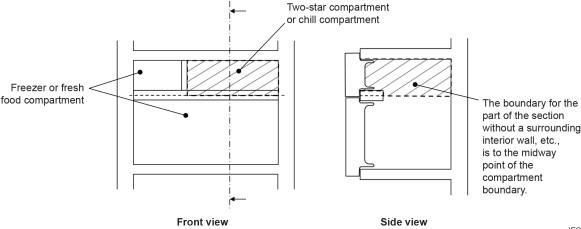 Two-star compartment
or chill compartment
Freezer or fresh
food compartment
The boundary for the
part of the section
without a surrounding
interior wall, etc.,
is to the midway
point of the
compartment
boundary.
Front view
Side view